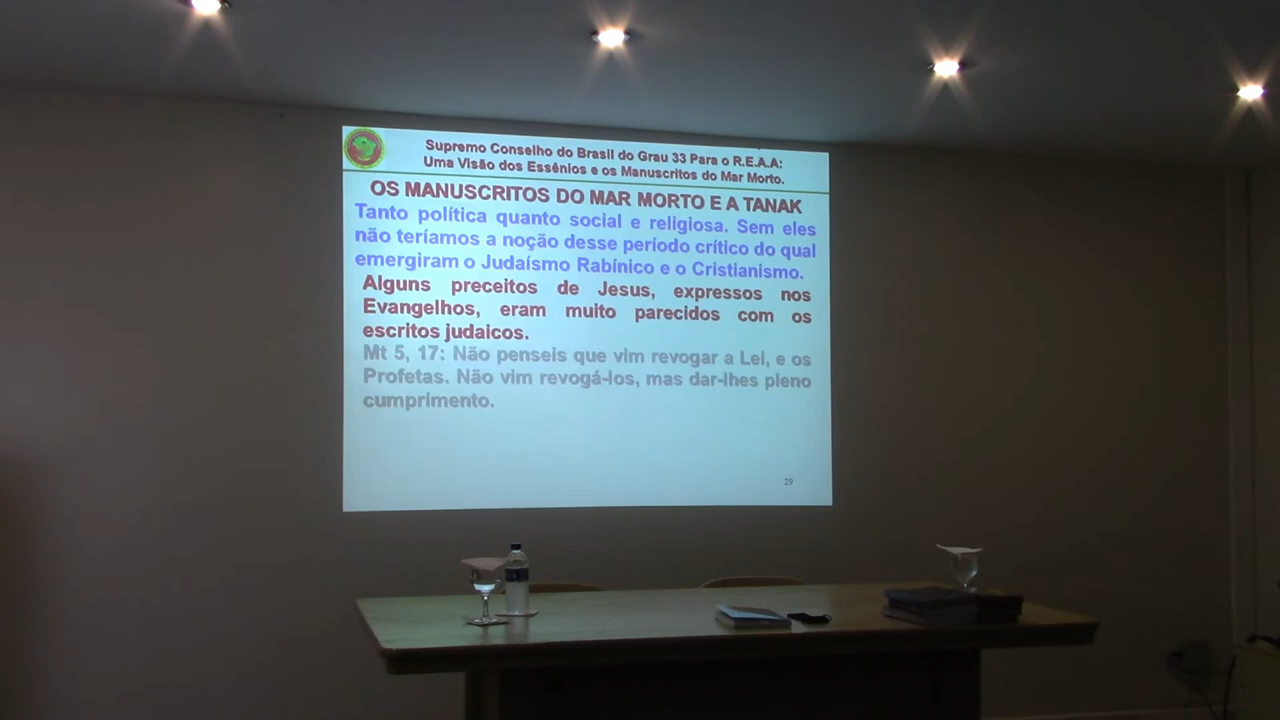 Supremo Conselho do Brasil do Grau 33 Para o R.E.A.A:
Uma Visão dos Essênios e os Manuscritos do Mar Morto.
OS MANUSCRITOS DO MAR MORTO E A TANAK
Tanto política quanto social e religiosa. Sem eles
não teríamos a noção desse período crítico do qual
emergiram o Judaísmo Rabínico e o Cristianismo.
Alguns preceitos de Jesus, expressos nos
Evangelhos, eram muito parecidos com os
escritos judaicos.
Mt 5, 17: Não penseis que vim revogar a Lei, e os
Profetas. Não vim revogá-los, mas dar-lhes pleno
cumprimento.
29